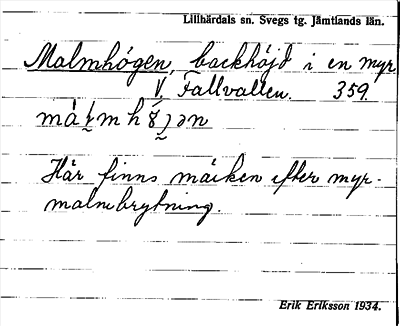 Lillhärdals sn. Svegs tg. Jämtlands län.
Malmhögen, backhöjd i en myr
V. Fallvallen. 359.
Här finns märken efter myr-
malmbrytning.
Erik Eriksson 1934.